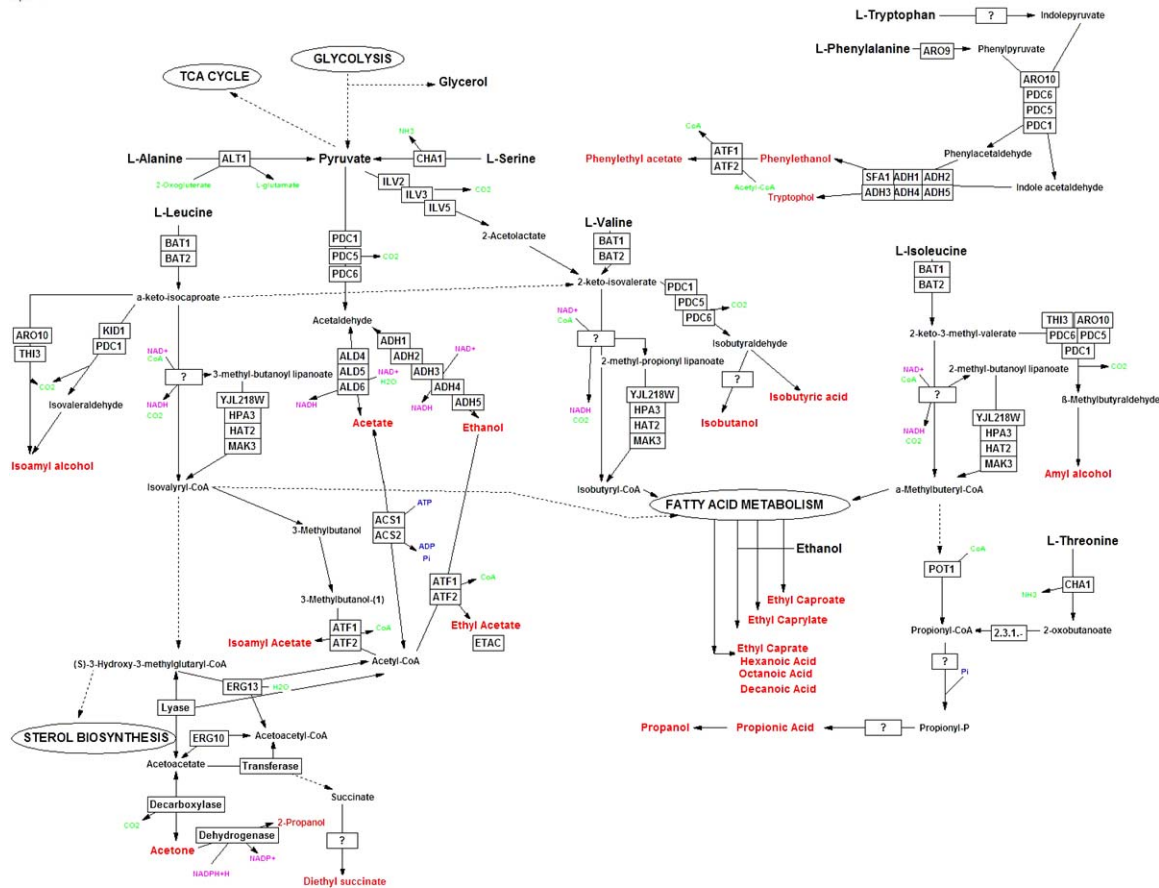 L-Tryptophan
?
Indolepyruvate
L-Phenylalanine
ARO9
Phenylpyruvate
GLYCOLYSIS
TCA CYCLE
Glycerol
ARO10
PDC6
PDC5
PDC1
NH3
CoA
L-Alanine
ALT1
Pyruvate
CHA1
L-Serine
Phenylethyl acetate
ATF1
ATF2
Phenylethanol
Phenylacetaldehyde
2-Oxogluterate
L-glutamate
ILV2
ILV3
ILV5
CO2
Acetyl-CoA
SFA1
ADH1
ADH2
ADH3
ADH4
ADH5
Tryptophol
Indole acetaldehyde
L-Leucine
BAT1
BAT2
PDC1
PDC5
PDC6
CO2
2-Acetolactate
L-Valine
BAT1
BAT2
L-Isoleucine
BAT1
BAT2
a-keto-isocaproate
2-keto-isovalerate
PDC1
PDC5
PDC6
CO2
ARO10
THI3
KID1
PDC1
CO2
Isovaleraldehyde
Isoamyl alcohol
NAD+
CoA
?
NADH
CO2
3-methyl-butanoyl lipanoate
YJL218W
HPA3
HAT2
MAK3
Acetaldehyde
ALD4
ALD5
ALD6
NAD+
H2O
NADH
Acetate
ADH1
ADH2
ADH3
ADH4
ADH5
NAD+
NADH
Ethanol
NAD+
CoA
?
NADH
CO2
2-methyl-propionyl lipanoate
YJL218W
HPA3
HAT2
MAK3
Isobutyraldehyde
?
Isobutanol
Isobutyric acid
2-keto-3-methyl-valerate
THI3
ARO10
PDC6
PDC5
PDC1
CO2
NAD+
CoA
?
NADH
CO2
2-methyl-butanoyl lipanoate
YJL218W
HPA3
HAT2
MAK3
ß-Methylbutyraldehyde
Amyl alcohol
Isovalyryl-CoA
Isobutyryl-CoA
FATTY ACID METABOLISM
a-Methylbuteryl-CoA
3-Methylbutanol
ACS1
ACS2
ATP
ADP
Pi
Ethanol
L-Threonine
POT1
CoA
CHA1
NH3
3-Methylbutanol-(1)
ATF1
ATF2
CoA
Isoamyl Acetate
ATF1
ATF2
CoA
Ethyl Acetate
ETAC
Ethyl Caproate
Ethyl Caprylate
Ethyl Caprate
Hexanoic Acid
Octanoic Acid
Decanoic Acid
Propionyl-CoA
2.3.1.-
2-oxobutanoate
?
Pi
(S)-3-Hydroxy-3-methylglutaryl-CoA
Acetyl-CoA
ERG13
H2O
Lyase
STEROL BIOSYNTHESIS
ERG10
Acetoacetyl-CoA
Propanol
Propionic Acid
?
Propionyl-P
Acetoacetate
Transferase
Decarboxylase
CO2
Succinate
Acetone
Dehydrogenase
2-Propanol
NADPH+H
NADP+
?
Diethyl succinate